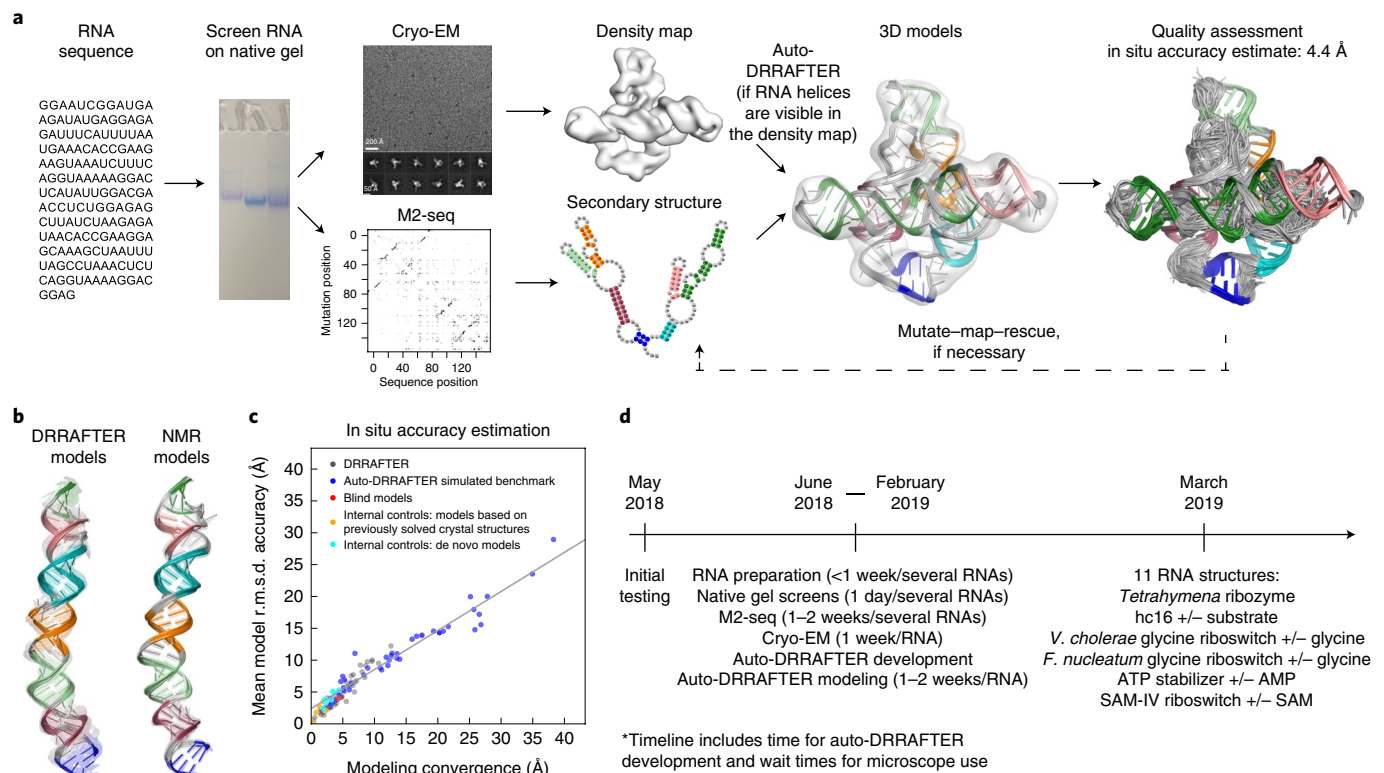 a
RNA
sequence
Screen RNA
on native gel
Cryo-EM
Density map
Auto-
DRRAFTER
(if RNA helices
are visible in
the density map)
3D models
Quality assessment
in situ accuracy estimate: 4.4 Å
GGAAUCGGAUGA
AGAUAUGAGGAGA
GAUUUCAUUUUAA
UGAAACACCGAAG
AAGUAAAUCUUUC
AGGUAAAAAGGAC
UCAUAUUGGACGA
ACCUCUGGAGAG
CUUAUCUAAGAGA
UAACACCGAAGGA
GCAAAGCUAAUUU
UAGCCUAAACUCU
CAGGUAAAAGGAC
GGAG
200 Å
50 Å
M2-seq
Mutation position
0
40
80
120
0 40 80 120
Sequence position
Secondary structure
Mutate–map–rescue,
if necessary
b
DRRAFTER
models
NMR
models
c
In situ accuracy estimation
Mean model r.m.s.d. accuracy (Å)
40
35
30
25
20
15
10
5
0
DRRAFTER
Auto-DRRAFTER simulated benchmark
Blind models
Internal controls: models based on
previously solved crystal structures
Internal controls: de novo models
0 5 10 15 20 25 30 35 40
Modeling convergence (Å)
d
May
2018
June
2018
—
February
2019
March
2019
Initial
testing
RNA preparation (<1 week/several RNAs)
Native gel screens (1 day/several RNAs)
M2-seq (1–2 weeks/several RNAs)
Cryo-EM (1 week/RNA)
Auto-DRRAFTER development
Auto-DRRAFTER modeling (1–2 weeks/RNA)
11 RNA structures:
Tetrahymena ribozyme
hc16 +/– substrate
V. cholerae glycine riboswitch +/– glycine
F. nucleatum glycine riboswitch +/– glycine
ATP stabilizer +/– AMP
SAM-IV riboswitch +/– SAM
*Timeline includes time for auto-DRRAFTER
development and wait times for microscope use